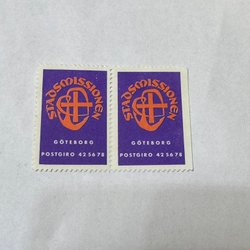 STADSMISSIONEN
GÖTEBORG
POSTGIRO 42 56 78
STADSMISSIONEN
GÖTEBORG
POSTGIRO 42 56 78